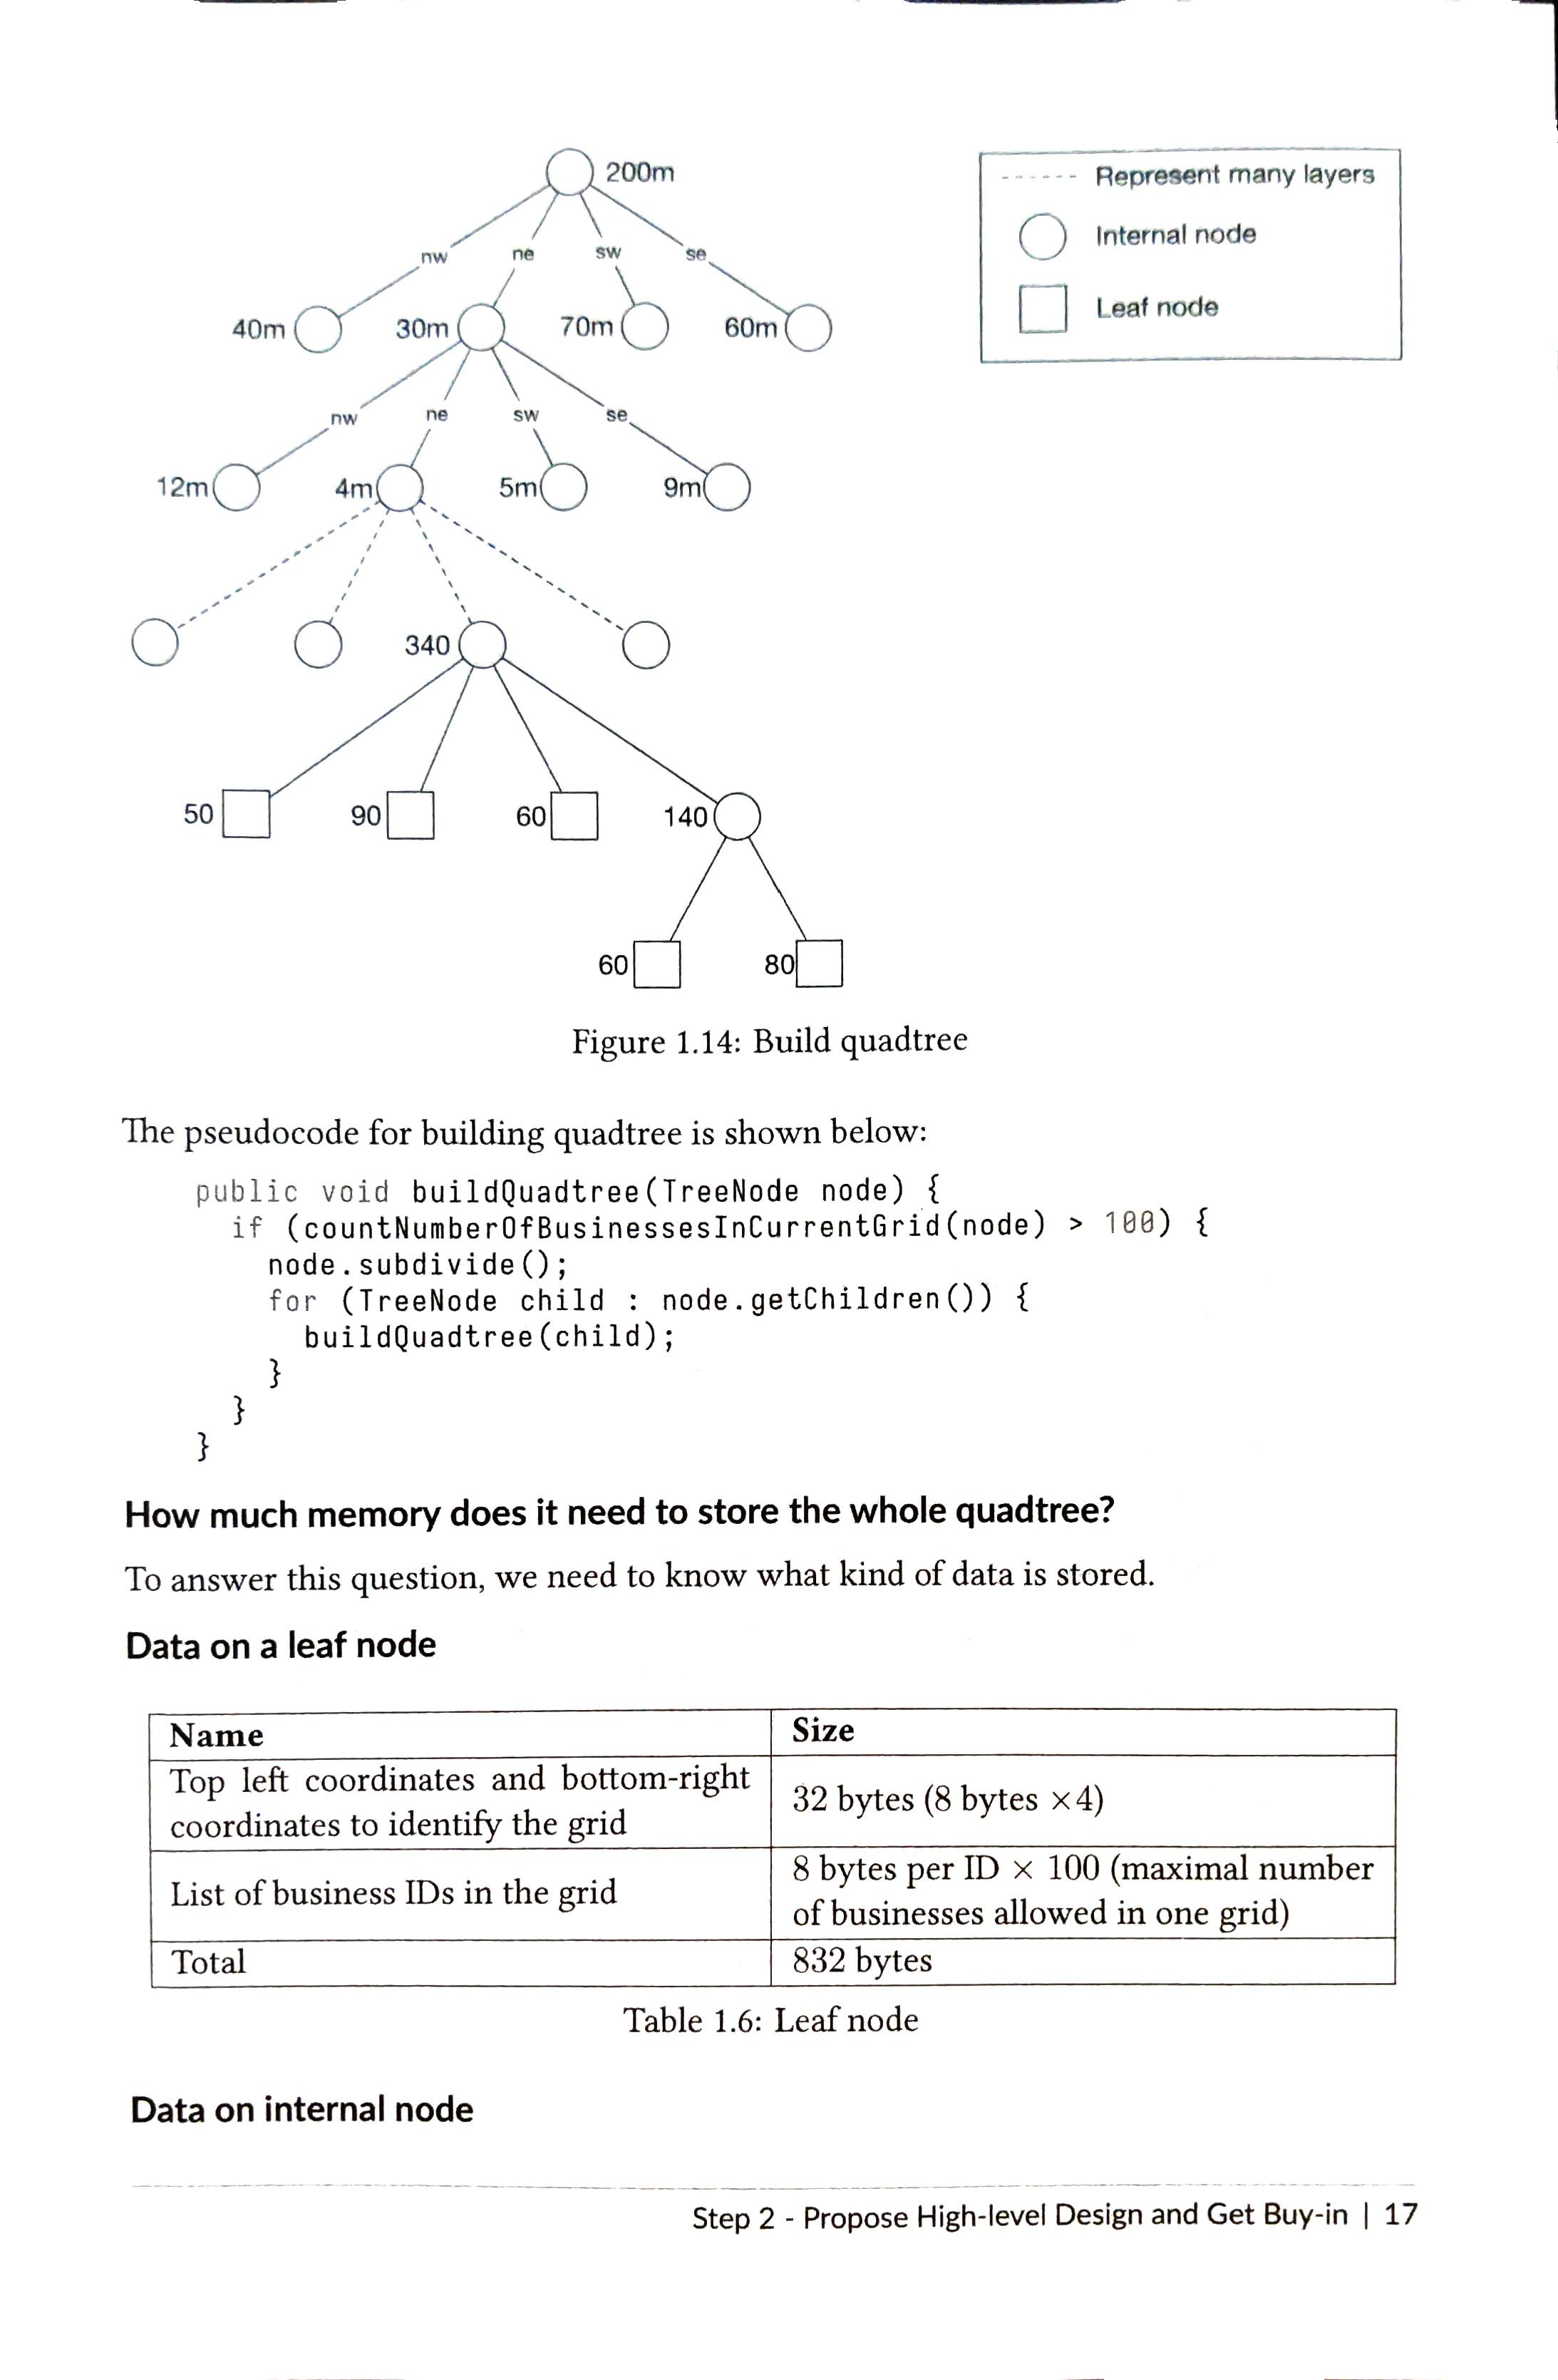 200m
Represent many layers
Internal node
Leaf node
nw ne sw se
40m 30m 70m 60m
nw ne sw se
12m 4m 5m 9m
340
50 90 60 140
60 80
Figure 1.14: Build quadtree
The pseudocode for building quadtree is shown below:
public void buildQuadtree(TreeNode node) {
if (countNumberOfBusinessesInCurrentGrid(node) > 100) {
node.subdivide();
for (TreeNode child : node.getChildren()) {
buildQuadtree(child);
}
}
}
How much memory does it need to store the whole quadtree?
To answer this question, we need to know what kind of data is stored.
Data on a leaf node
Name Size
Top left coordinates and bottom-right
coordinates to identify the grid
32 bytes (8 bytes ×4)
List of business IDs in the grid
8 bytes per ID × 100 (maximal number
of businesses allowed in one grid)
Total 832 bytes
Table 1.6: Leaf node
Data on internal node
Step 2 - Propose High-level Design and Get Buy-in | 17